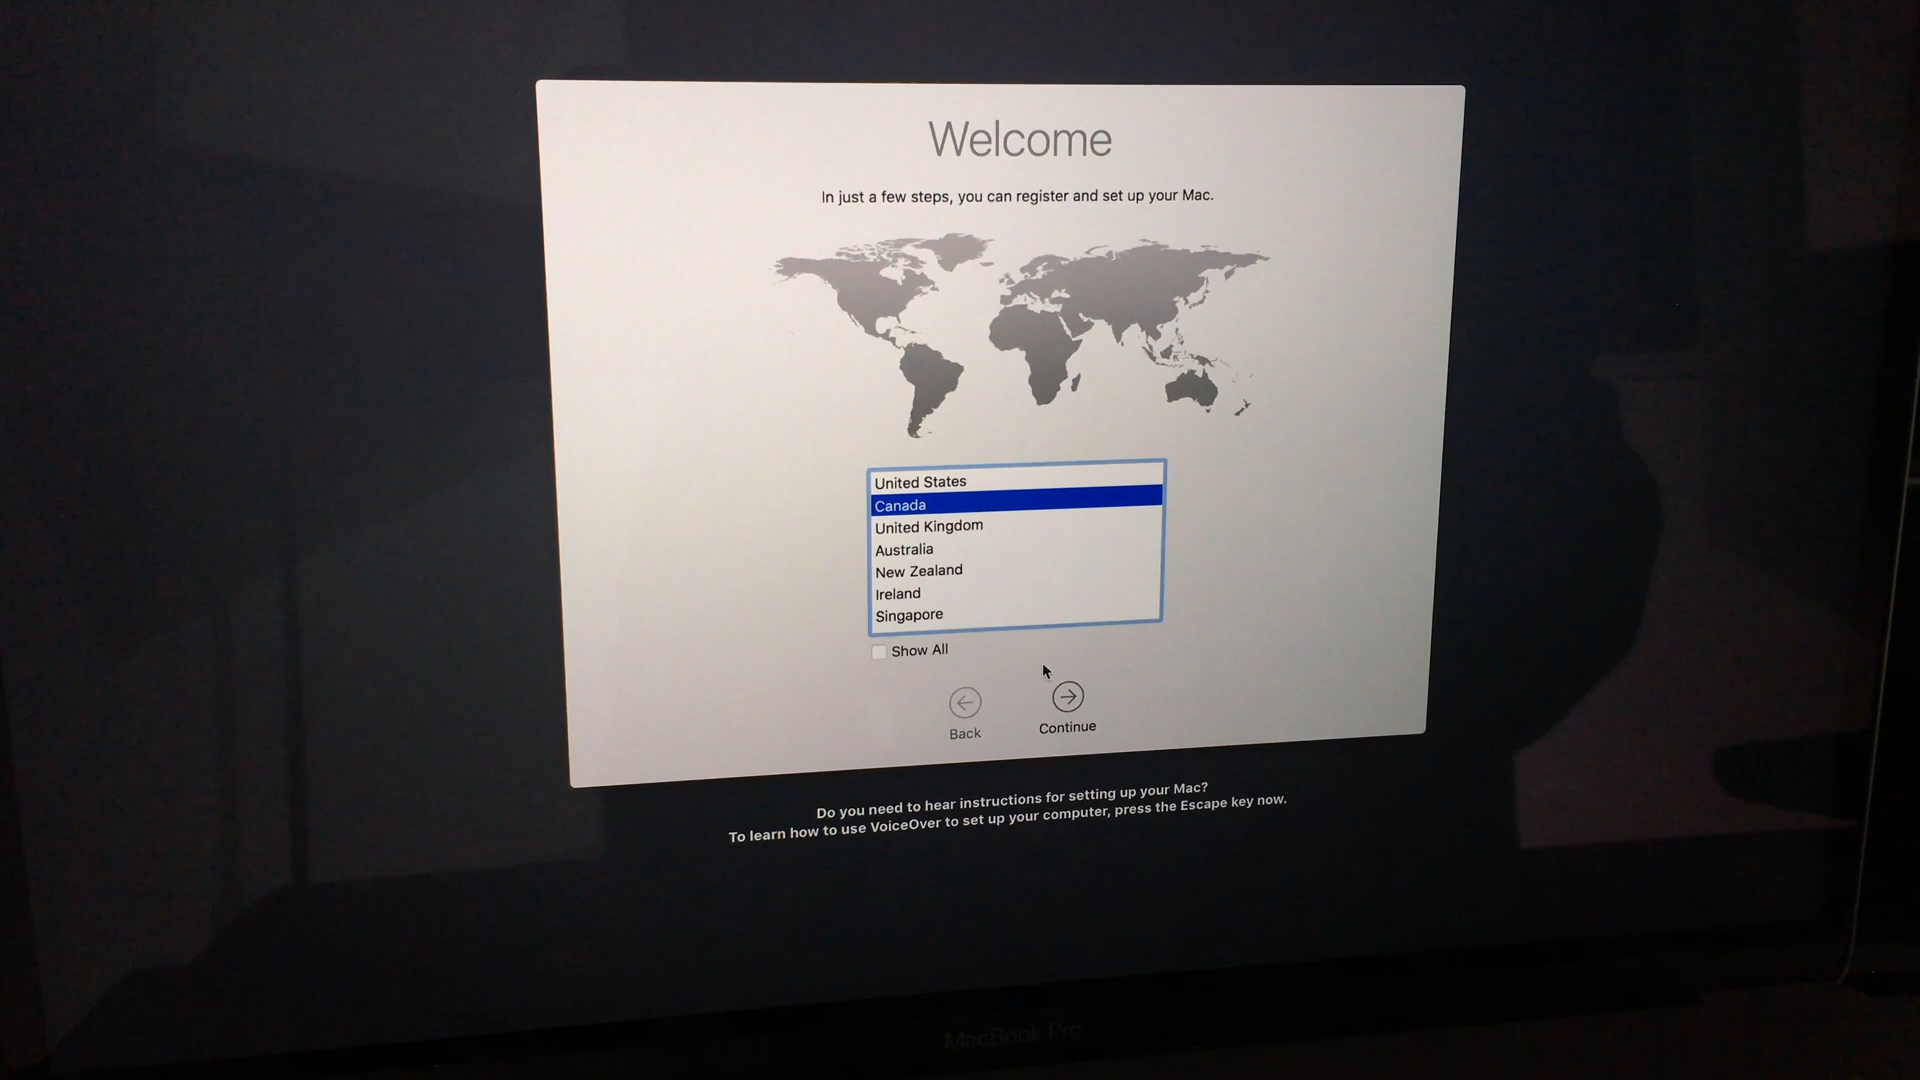 Welcome
In just a few steps, you can register and set up your Mac.
United States
Canada
United Kingdom
Australia
New Zealand
Ireland
Singapore
Show All
Back
Continue
Do you need to hear instructions for setting up your Mac?
To learn how to use VoiceOver to set up your computer, press the Escape key now.
MacBook Pro